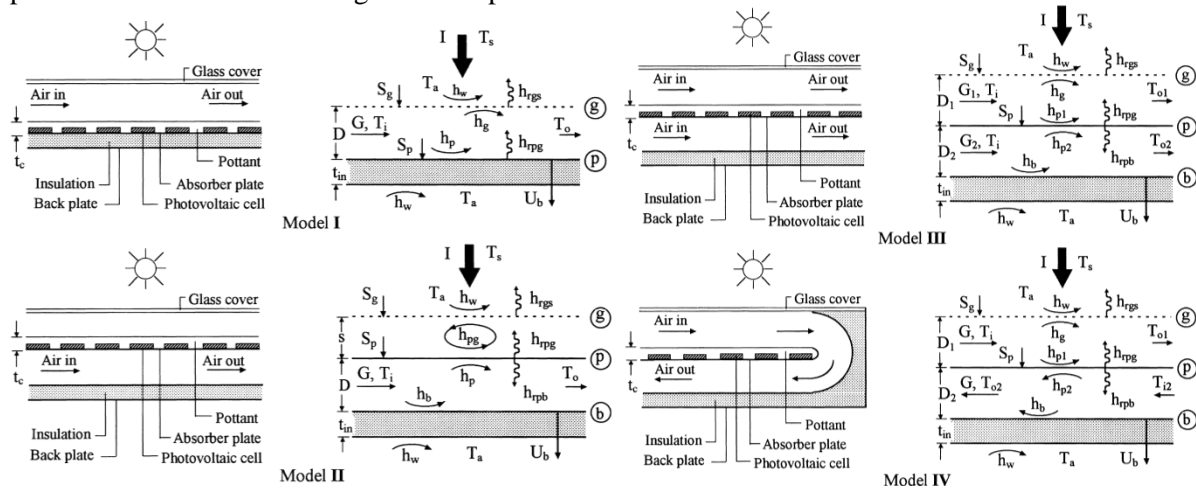 I T_s
Glass cover
Air in
Air out
t_c
Pottant
Insulation
Absorber plate
Back plate
Photovoltaic cell
S_g
T_a
h_w
h_rgs
g
D
G, T_i
h_g
T_o
S_p
h_p
h_rpg
p
t_in
h_w
T_a
U_b
Model I
Glass cover
Air in
Air out
Air in
Air out
t_c
Pottant
Insulation
Absorber plate
Back plate
Photovoltaic cell
I T_s
S_g
T_a
h_w
h_rgs
g
D_1
G_1, T_i
h_g
T_o1
S_p
h_p1
h_rpg
p
D_2
G_2, T_i
h_p2
h_rpb
T_o2
h_b
b
t_in
h_w
T_a
U_b
Model III
Glass cover
Air in
Air out
t_c
Pottant
Insulation
Absorber plate
Back plate
Photovoltaic cell
I T_s
S_g
T_a
h_w
h_rgs
g
s
S_p
h_pg
h_rpg
p
D
G, T_i
h_p
h_rpb
T_o
h_b
b
t_in
h_w
T_a
U_b
Model II
Glass cover
Air in
Air out
t_c
Pottant
Insulation
Absorber plate
Back plate
Photovoltaic cell
I T_s
S_g
T_a
h_w
h_rgs
g
D_1
G, T_i
h_g
T_o1
S_p
h_p1
h_rpg
p
D_2
G, T_o2
h_p2
h_rpb
T_i2
h_b
b
t_in
h_w
T_a
U_b
Model IV